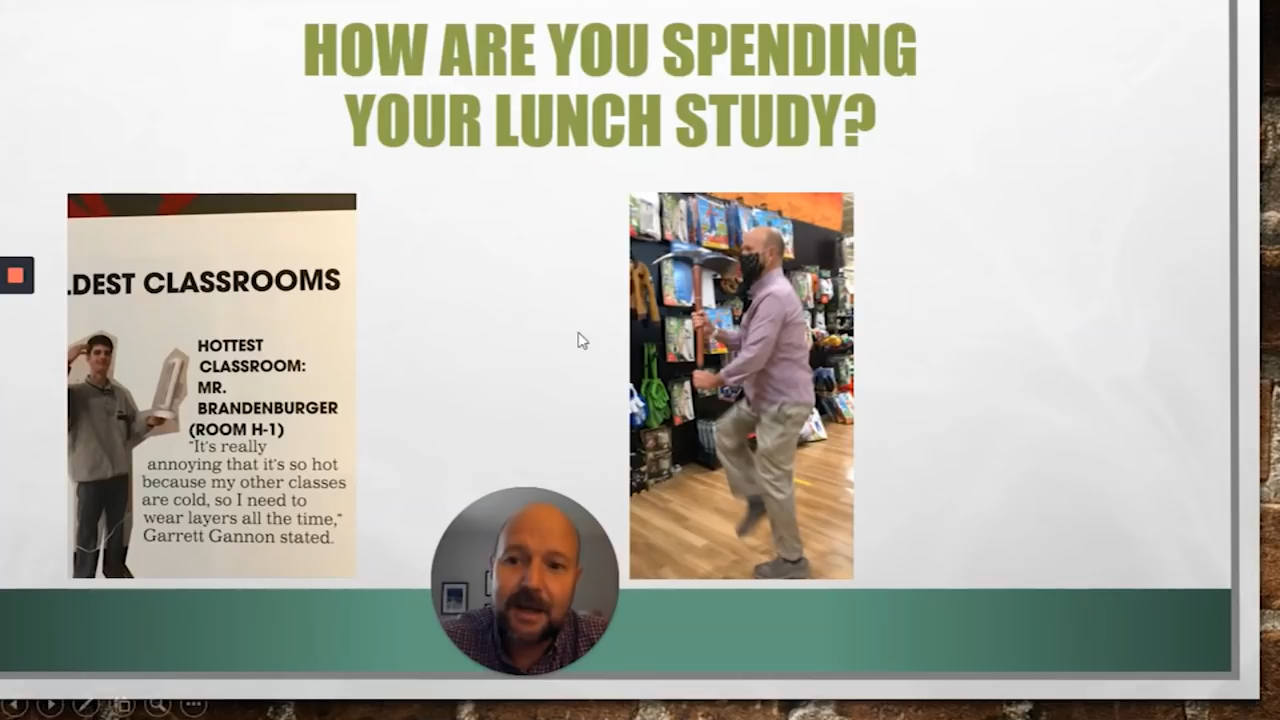 HOW ARE YOU SPENDING
YOUR LUNCH STUDY?
LDEST CLASSROOMS
HOTTEST
CLASSROOM:
MR.
BRANDENBURGER
(ROOM H-1)
"It's really
annoying that it's so hot
because my other classes
are cold, so I need to
wear layers all the time,"
Garrett Gannon stated.